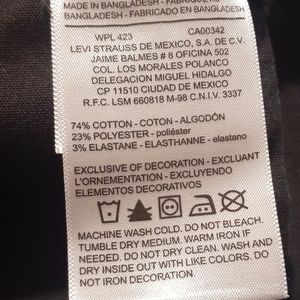 MADE IN BANGLADESH - FABRIQUÉ AU
BANGLADESH - FABRICADO EN BANGLADESH
WPL 423 CA00342
LEVI STRAUSS DE MEXICO, S.A. DE C.V.
JAIME BALMES # 8 OFICINA 502
COL. LOS MORALES POLANCO
DELEGACION MIGUEL HIDALGO
CP 11510 CIUDAD DE MEXICO
R.F.C. LSM 660818 M-98 C.N.I.V. 3337
74% COTTON - COTON - ALGODÓN
23% POLYESTER - poliéster
3% ELASTANE - ÉLASTHANNE - elastano
EXCLUSIVE OF DECORATION - EXCLUANT
L'ORNEMENTATION - EXCLUYENDO
ELEMENTOS DECORATIVOS
MACHINE WASH COLD. DO NOT BLEACH.
TUMBLE DRY MEDIUM. WARM IRON IF
NEEDED. DO NOT DRY CLEAN. WASH AND
DRY INSIDE OUT WITH LIKE COLORS. DO
NOT IRON DECORATION.